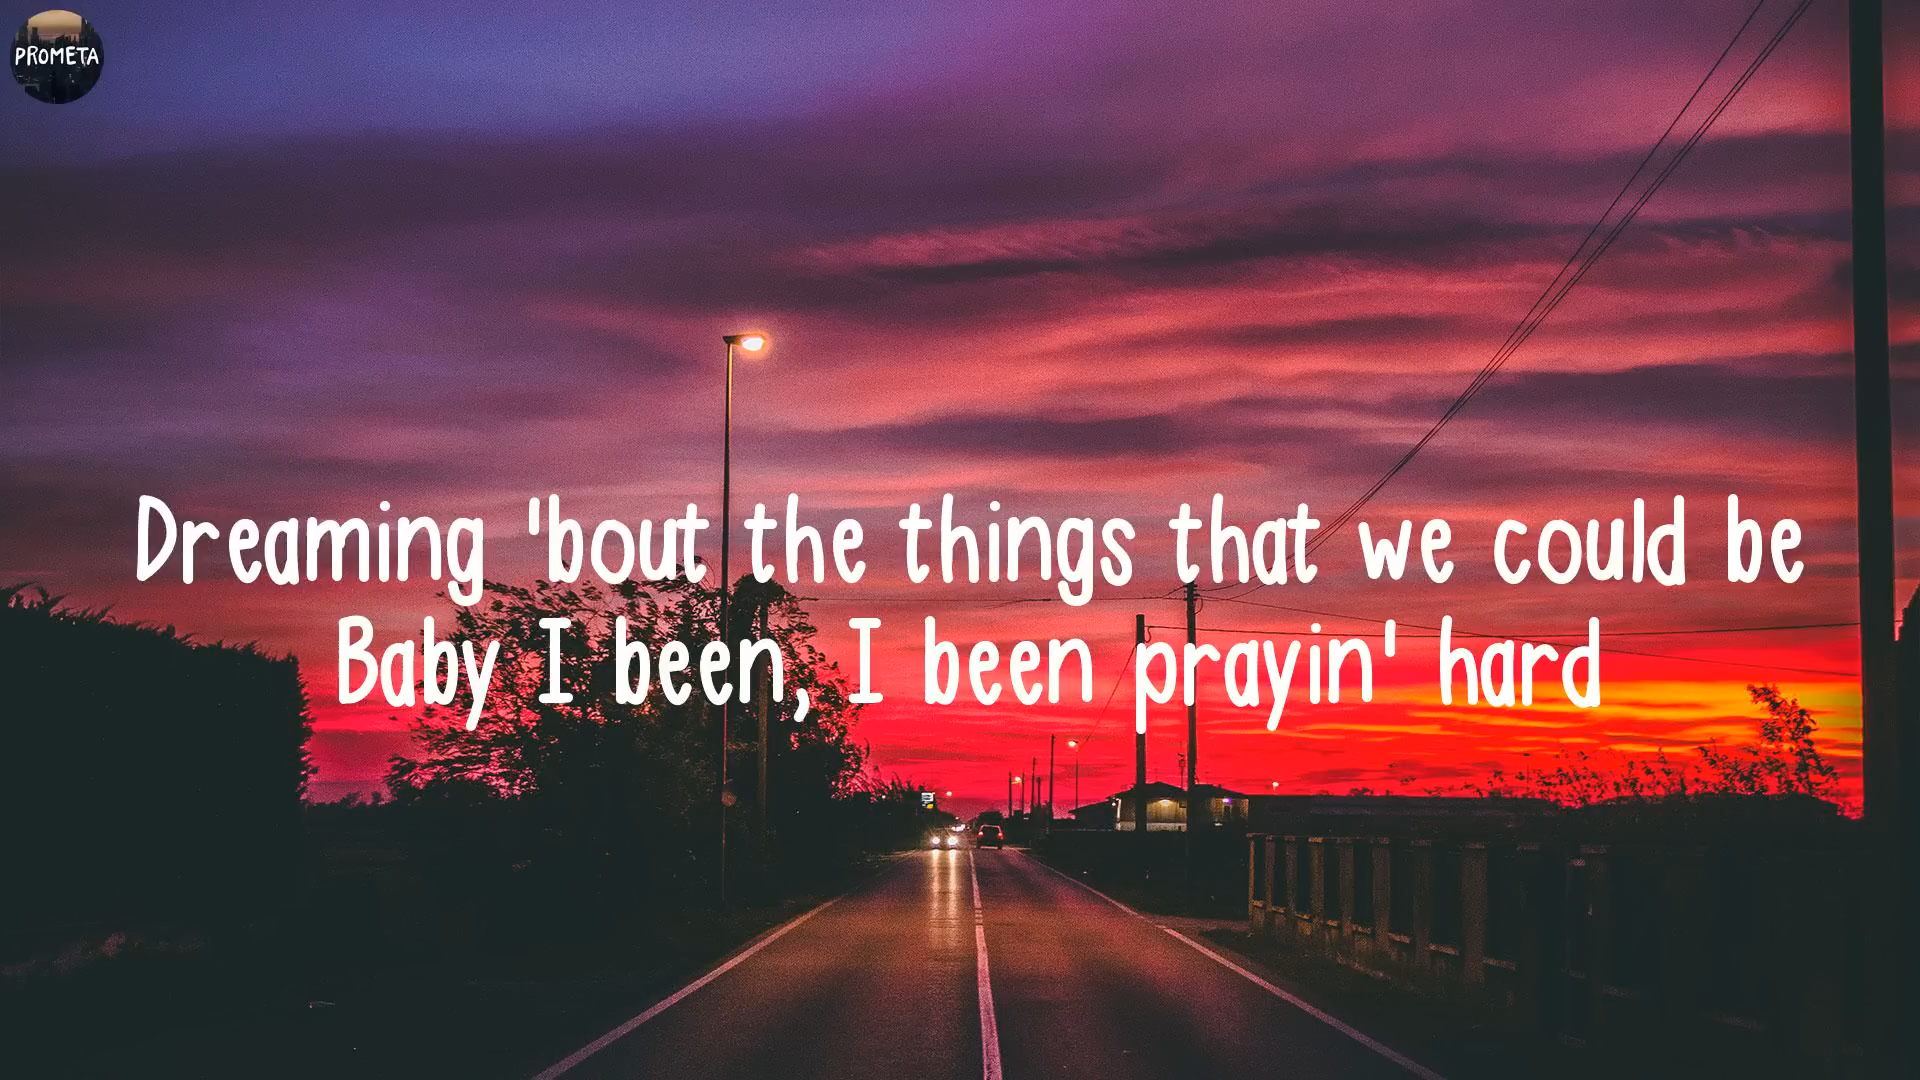 PROMETA
Dreaming 'bout the things that we could be
Baby I been, I been prayin' hard